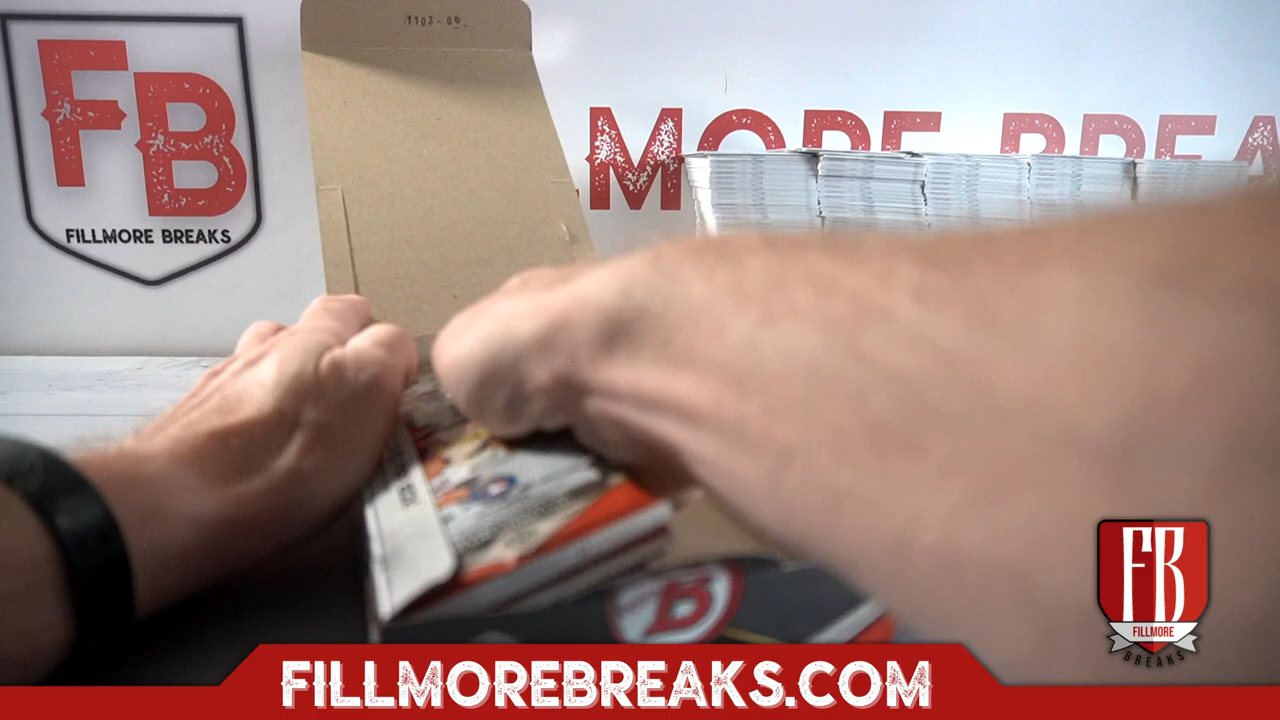 1103-06
FB
FILLMORE BREAKS
MORE BREA
B
FB
FILLMORE
BREAKS
FILLMOREBREAKS.COM